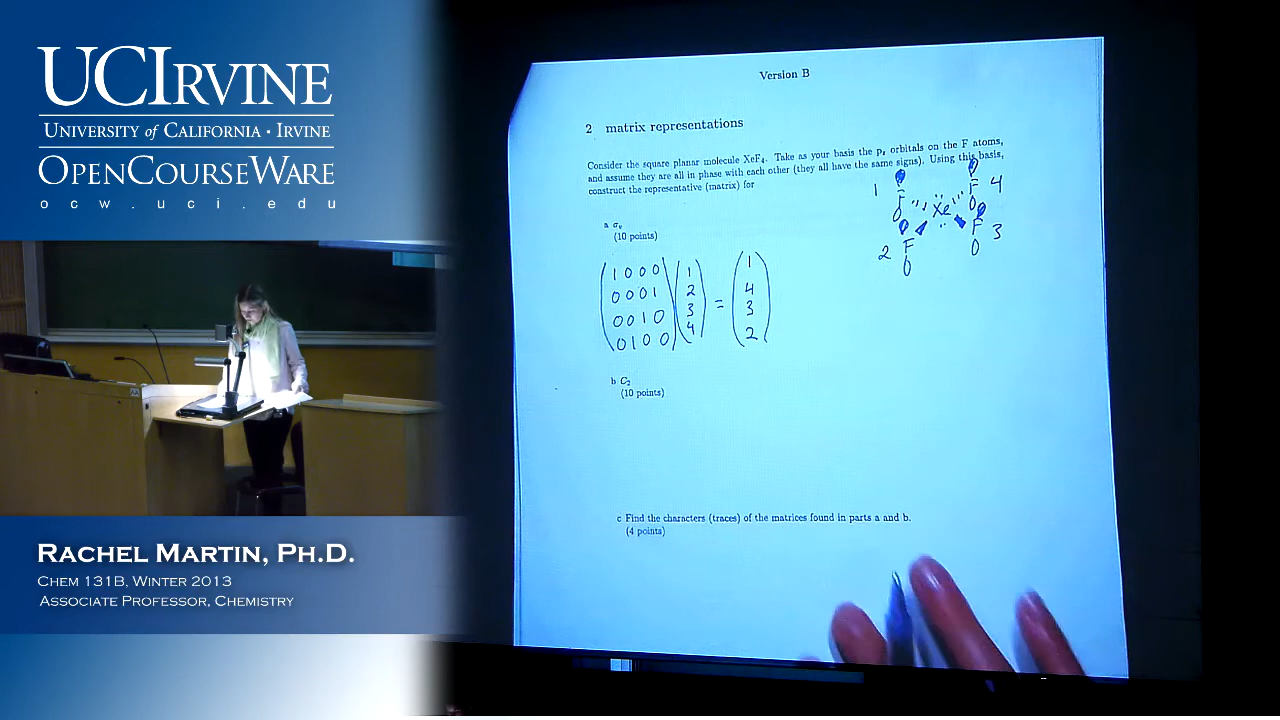 UCIRVINE
UNIVERSITY of CALIFORNIA · IRVINE
OPENCOURSEWARE
ocw.uci.edu
RACHEL MARTIN, PH.D.
CHEM 131B, WINTER 2013
ASSOCIATE PROFESSOR, CHEMISTRY
Version B
2 matrix representations
Consider the square planar molecule XeF₄. Take as your basis the p_z orbitals on the F atoms,
and assume they are all in phase with each other (they all have the same signs). Using this basis,
construct the representative (matrix) for
1 F Xe F 4
2 F F 3
a σᵥ
(10 points)
1 0 0 0 1 1
0 0 0 1 2 4
0 0 1 0 3 = 3
0 1 0 0 4 2
b C₂
(10 points)
c Find the characters (traces) of the matrices found in parts a and b.
(4 points)